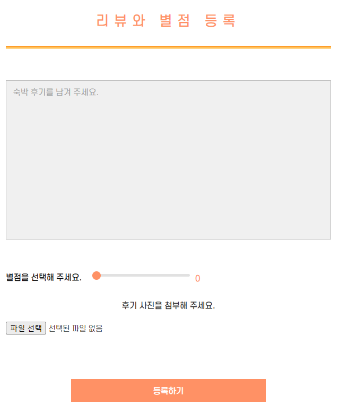 리뷰와 별점 등록
숙박 후기를 남겨 주세요.
별점을 선택해 주세요. 0
후기 사진을 첨부해 주세요.
파일 선택 선택된 파일 없음
등록하기